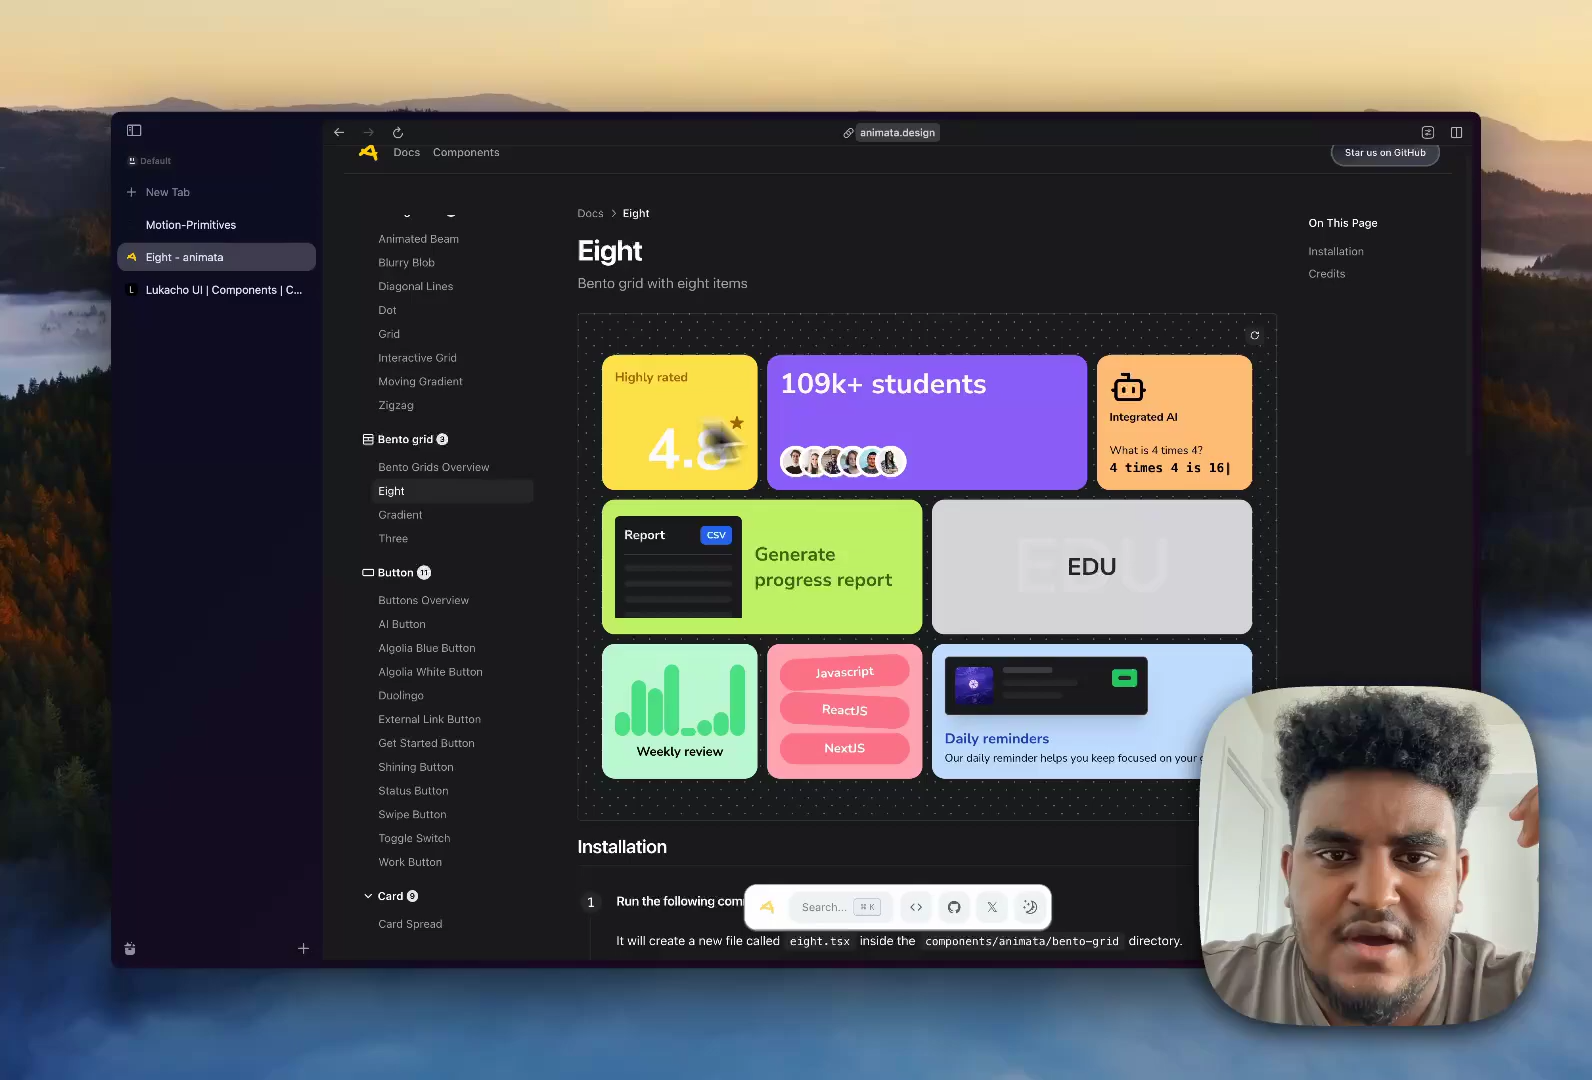 Default
New Tab
Motion-Primitives
Eight - animata
L
Lukacho UI | Components | C...
animata.design
Docs
Components
Star us on GitHub
Animated Beam
Blurry Blob
Diagonal Lines
Dot
Grid
Interactive Grid
Moving Gradient
Zigzag
Bento grid 3
Bento Grids Overview
Eight
Gradient
Three
Button 11
Buttons Overview
AI Button
Algolia Blue Button
Algolia White Button
Duolingo
External Link Button
Get Started Button
Shining Button
Status Button
Swipe Button
Toggle Switch
Work Button
Card 9
Card Spread
Docs > Eight
Eight
Bento grid with eight items
Highly rated
4.8
109k+ students
Integrated AI
What is 4 times 4?
4 times 4 is 16|
Report
CSV
Generate
progress report
EDU
EDU
Weekly review
Javascript
ReactJS
NextJS
Daily reminders
Our daily reminder helps you keep focused on your
Installation
1
Run the following com
It will create a new file called eight.tsx inside the components/animata/bento-grid directory.
Search... ⌘ K
On This Page
Installation
Credits